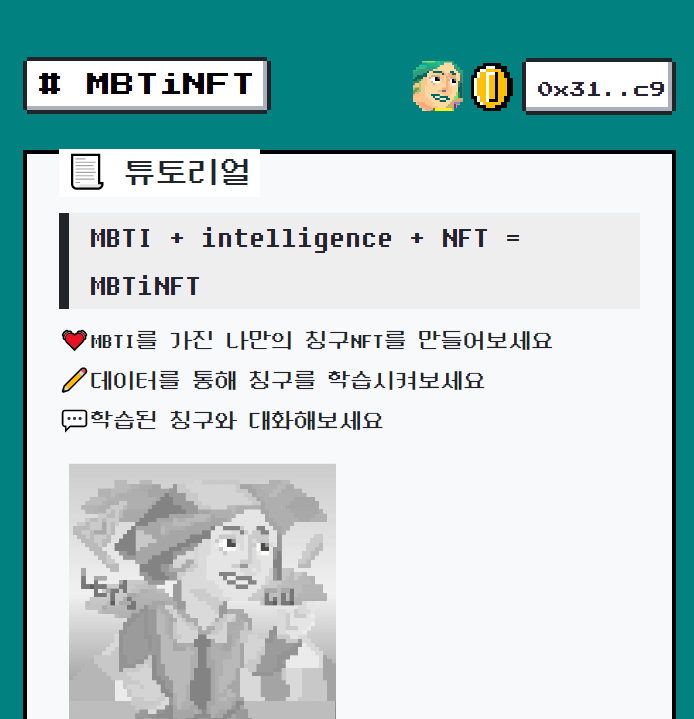 # MBTiNFT
0x31..c9
튜토리얼
MBTI + intelligence + NFT =
MBTiNFT
MBTI를 가진 나만의 칭구NFT를 만들어보세요
데이터를 통해 칭구를 학습시켜보세요
학습된 칭구와 대화해보세요
LET'S GO